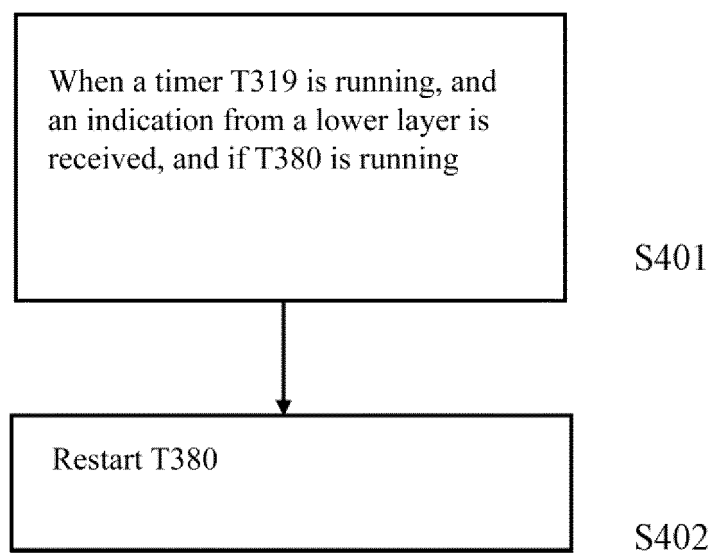 When a timer T319 is running, and
an indication from a lower layer is
received, and if T380 is running
S401
Restart T380
S402